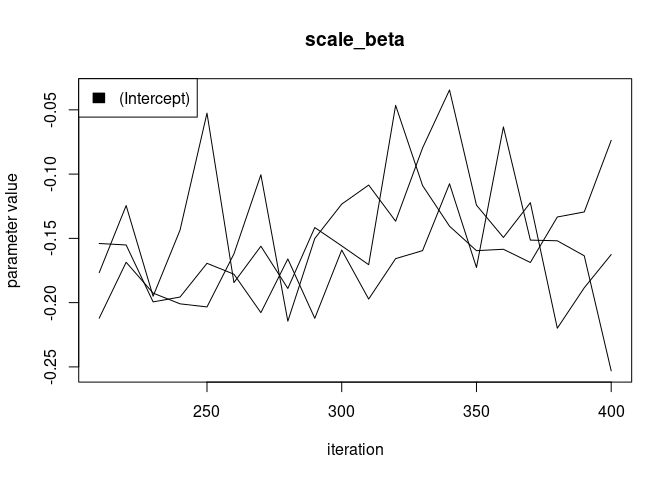 scale_beta
(Intercept)
parameter value
-0.05
-0.10
-0.15
-0.20
-0.25
250
300
350
400
iteration